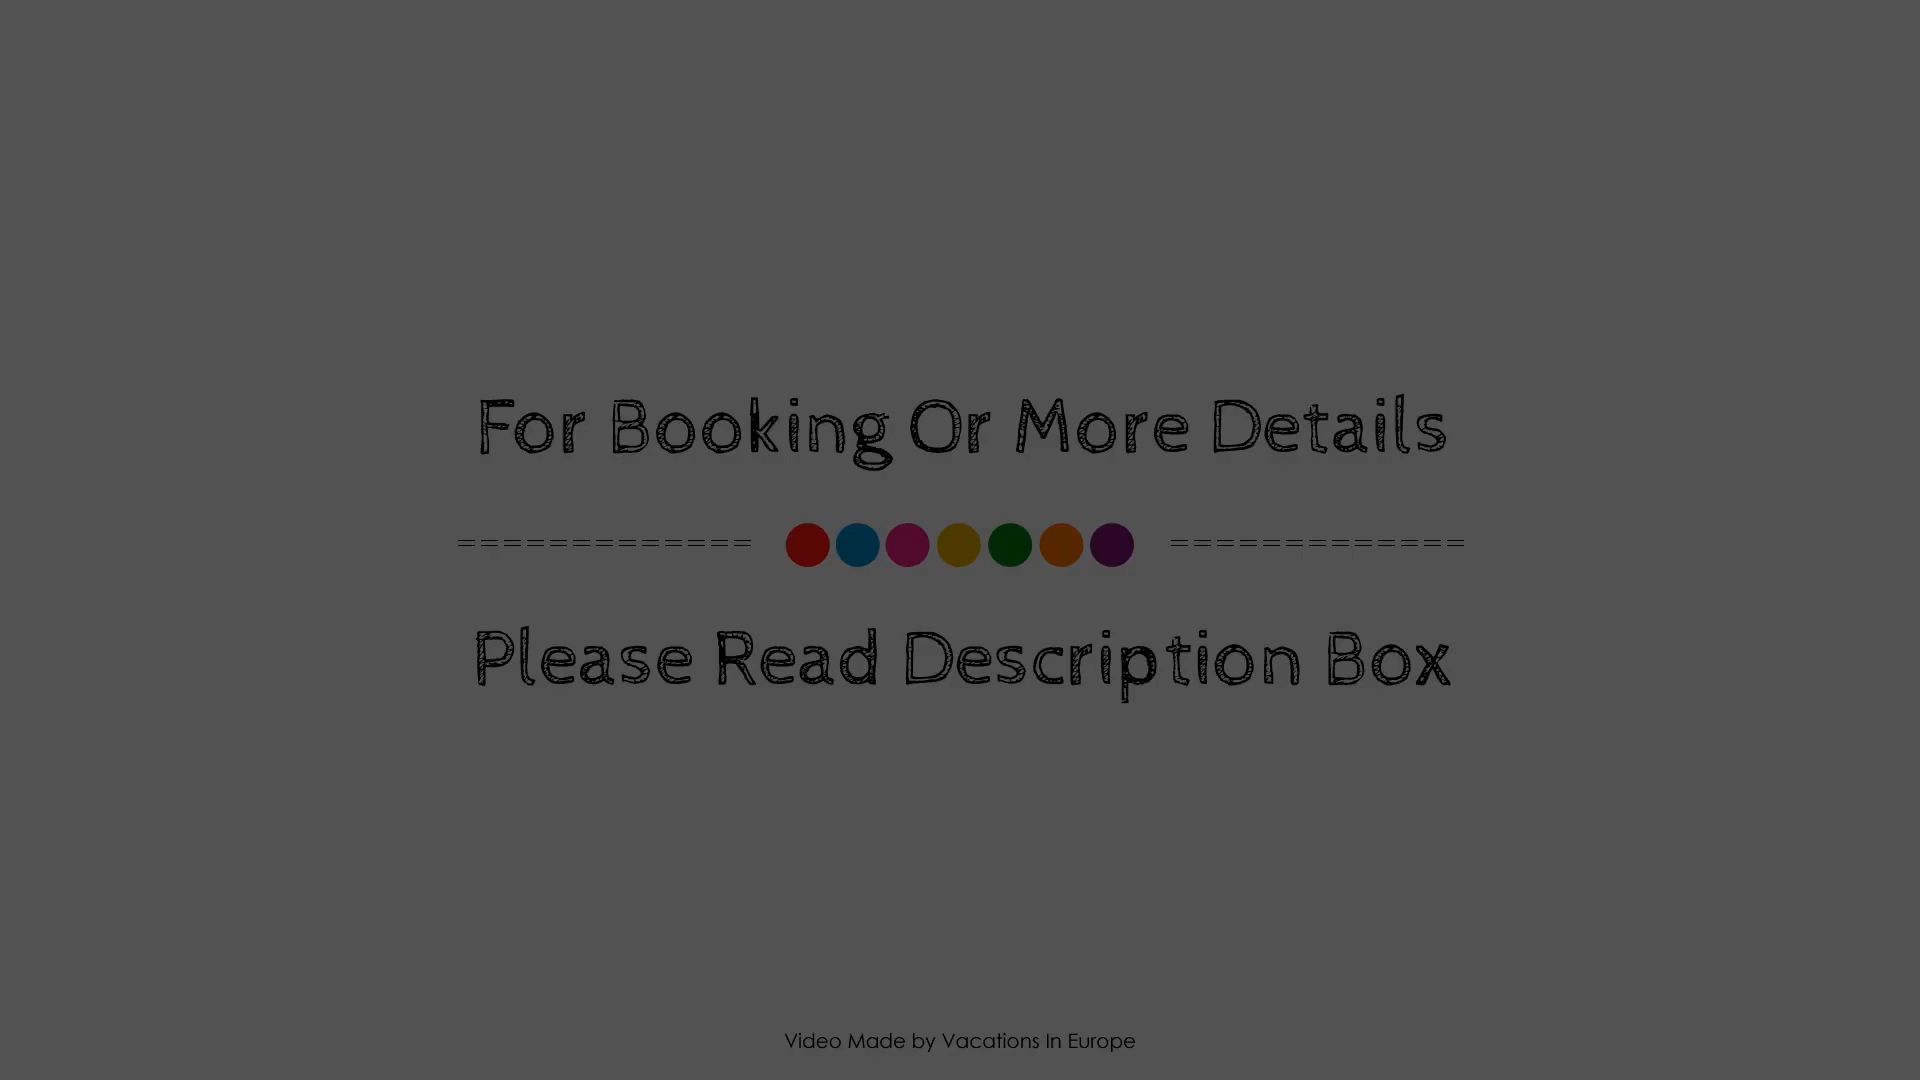 For Booking Or More Details
============= =============
Please Read Description Box
Video Made by Vacations In Europe